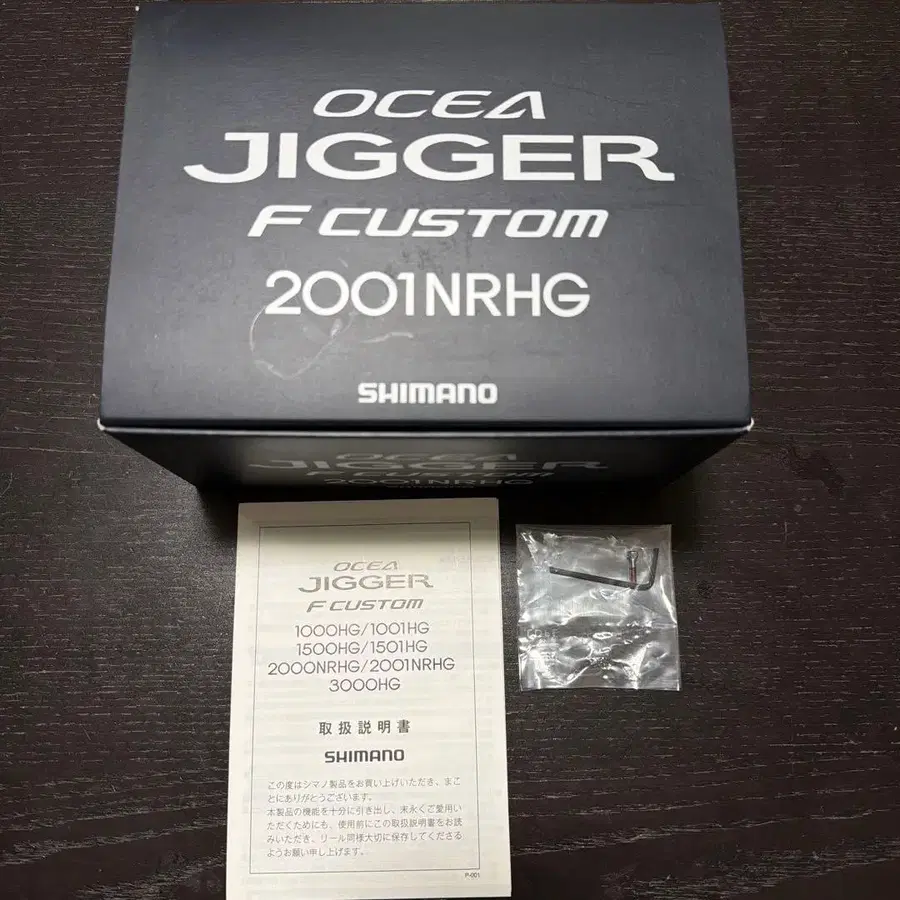 OCEA
JIGGER
F CUSTOM
2001NRHG
SHIMANO
OCEA
JIGGER
F CUSTOM
2001NRHG
OCEA
JIGGER
F CUSTOM
1000HG/1001HG
1500HG/1501HG
2000NRHG/2001NRHG
3000HG
取扱説明書
SHIMANO
この度はシマノ製品をお買い上げいただき、まこ
とにありがとうございます。
本製品の機能を十分に引き出し、末永くご愛用い
ただくためにも、使用前にこの取扱説明書をお読
みいただき、リール同様大切に保存してくださる
ようお願い申し上げます。
P-001